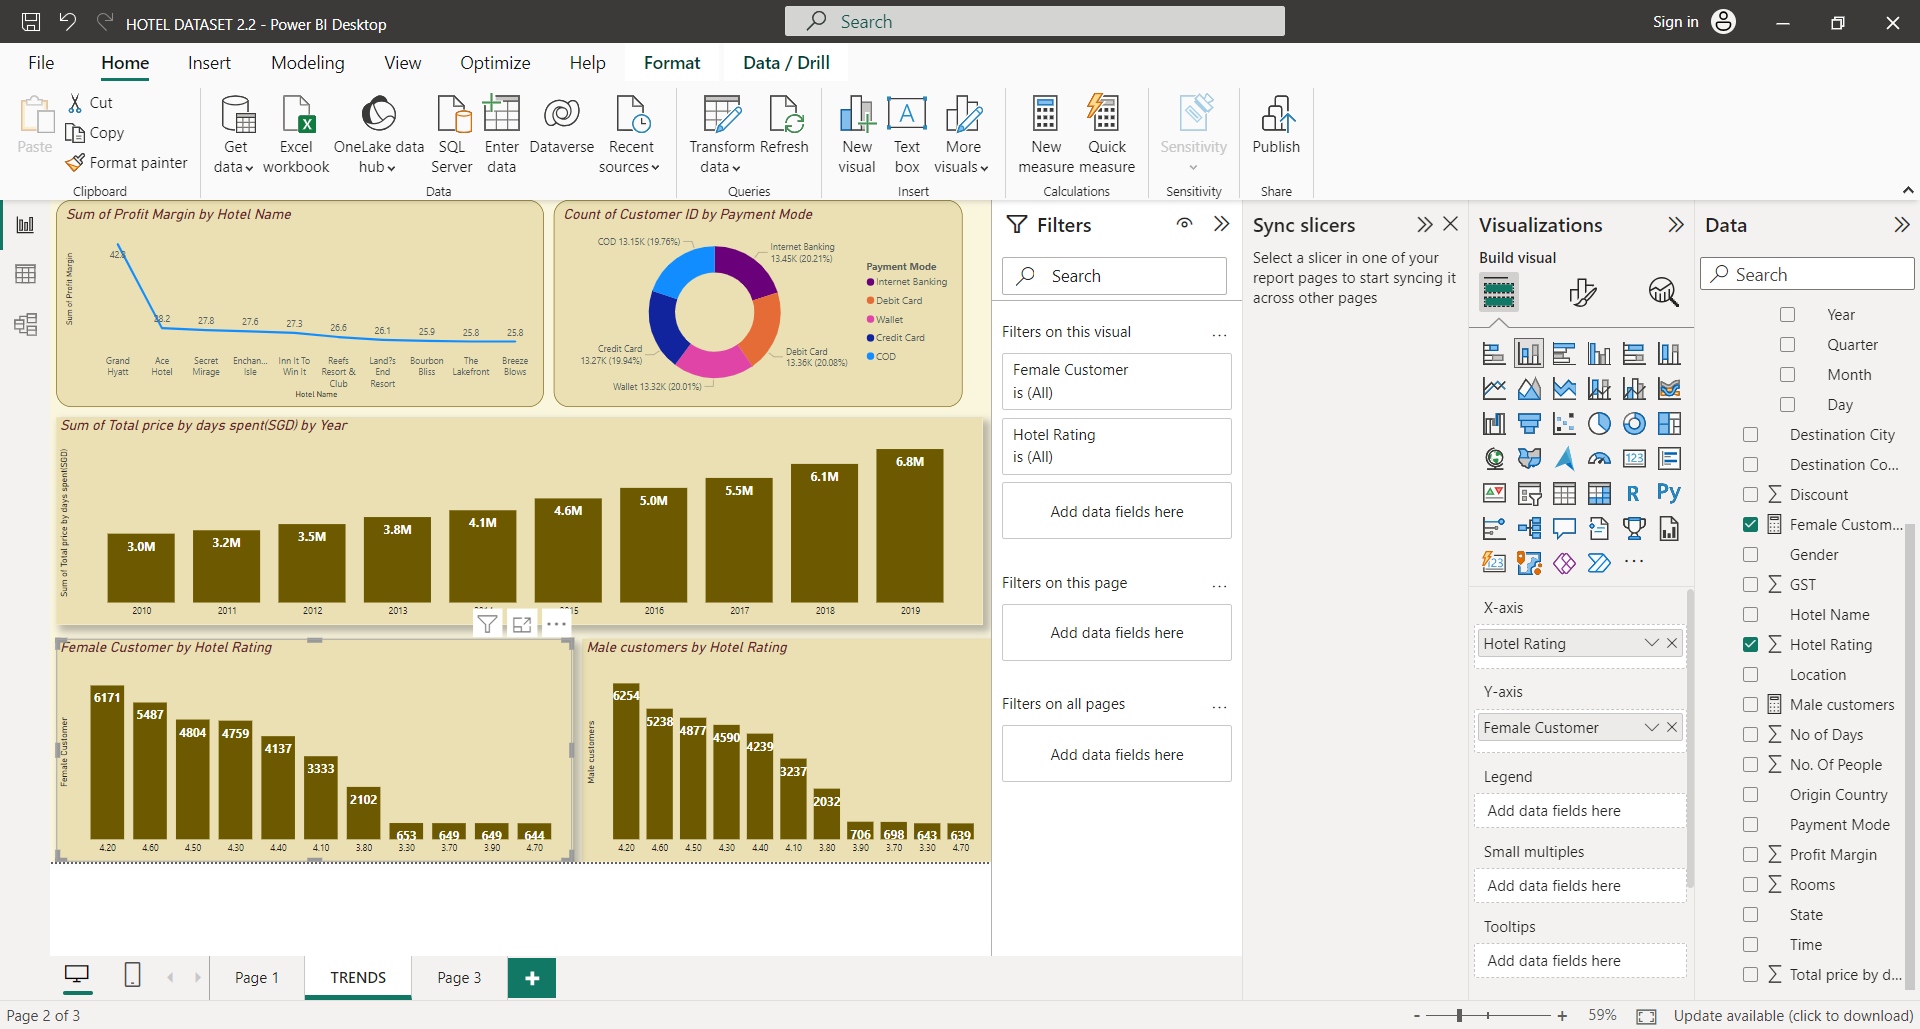 HOTEL DATASET 2.2 - Power BI Desktop
Search
Sign in
File
Home
Insert
Modeling
View
Optimize
Help
Format
Data / Drill
Paste
Cut
Copy
Format painter
Clipboard
Get
data
Excel
workbook
OneLake data
hub
SQL
Server
Enter
data
Dataverse
Recent
sources
Data
Transform
data
Refresh
Queries
New
visual
Text
box
More
visuals
Insert
New
measure
Quick
measure
Calculations
Sensitivity
Sensitivity
Publish
Share
Sum of Profit Margin by Hotel Name
Sum of Profit Margin
27.8
27.6
27.3
26.6
26.1
25.9
25.8
25.8
Grand
Hyatt
Ace
Hotel
Secret
Mirage
Enchan...
Isle
Inn It To
Win It
Reefs
Resort &
Club
Land?s
End
Resort
Bourbon
Bliss
The
Lakefront
Breeze
Blows
Hotel Name
Count of Customer ID by Payment Mode
COD 13.15K (19.76%)
Internet Banking
13.45K (20.21%)
Credit Card
13.27K (19.94%)
Debit Card
13.36K (20.08%)
Wallet 13.32K (20.01%)
Payment Mode
Internet Banking
Debit Card
Wallet
Credit Card
COD
Sum of Total price by days spent(SGD) by Year
Sum of Total price by days spent(SGD)
3.0M
3.2M
3.5M
3.8M
4.1M
4.6M
5.0M
5.5M
6.1M
6.8M
2010
2011
2012
2013
2016
2017
2018
2019
Female Customer by Hotel Rating
Female Customer
6171
5487
4804
4759
4137
3333
2102
653
649
649
644
4.20
4.60
4.50
4.30
4.40
4.10
3.80
3.30
3.70
3.90
4.70
Male customers by Hotel Rating
Male customers
6254
5238
4877
4590
4239
3237
2032
706
698
643
639
4.20
4.60
4.50
4.30
4.40
4.10
3.80
3.90
3.70
3.30
4.70
Filters
Search
Filters on this visual
...
Female Customer
is (All)
Hotel Rating
is (All)
Add data fields here
Filters on this page
...
Add data fields here
Filters on all pages
...
Add data fields here
Sync slicers
Select a slicer in one of your
report pages to start syncing it
across other pages
Visualizations
Build visual
123
R
Py
123
...
X-axis
Hotel Rating
Y-axis
Female Customer
Legend
Add data fields here
Small multiples
Add data fields here
Tooltips
Add data fields here
Data
Search
Year
Quarter
Month
Day
Destination City
Destination Co...
Discount
Female Custom...
Gender
GST
Hotel Name
Hotel Rating
Location
Male customers
No of Days
No. Of People
Origin Country
Payment Mode
Profit Margin
Rooms
State
Time
Total price by d...
Page 1
TRENDS
Page 3
+
Page 2 of 3
- + 59%
Update available (click to download)